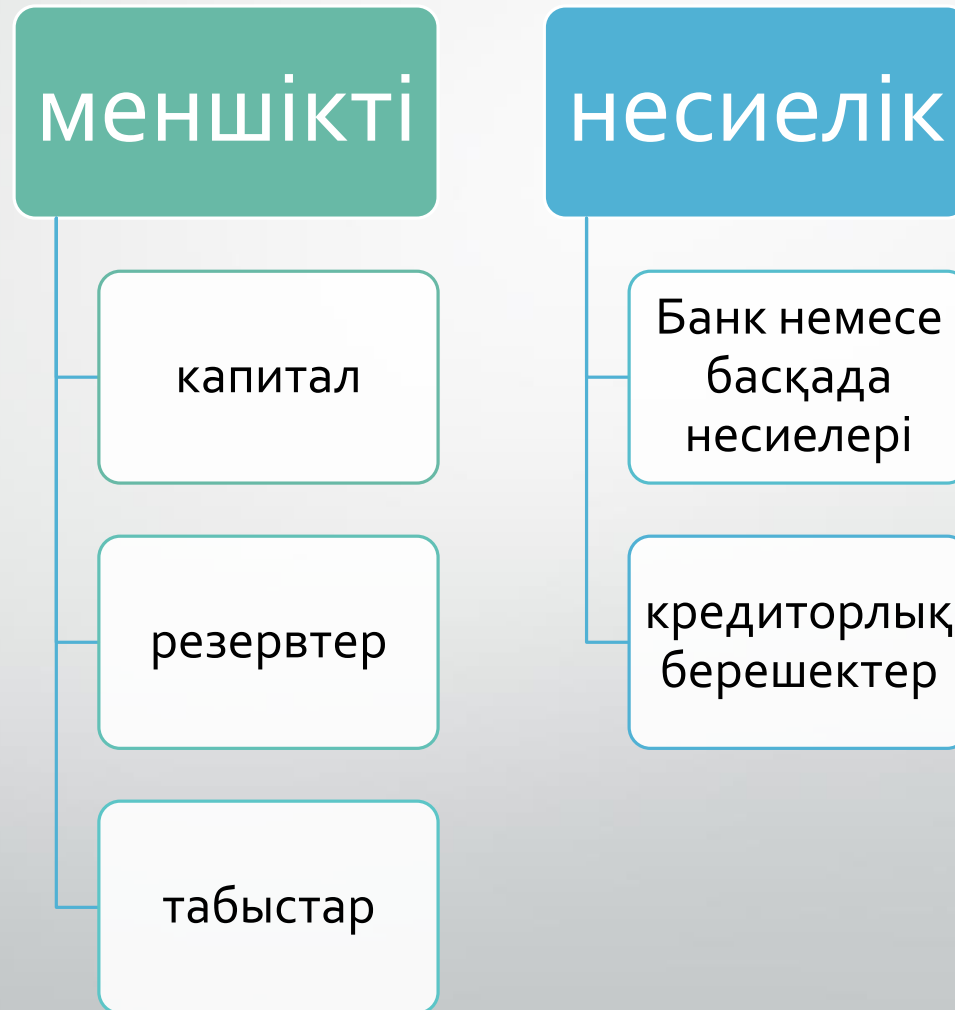 меншікті
капитал
резервтер
табыстар
несиелік
Банк немесе
басқада
несиелері
кредиторлық
берешектер